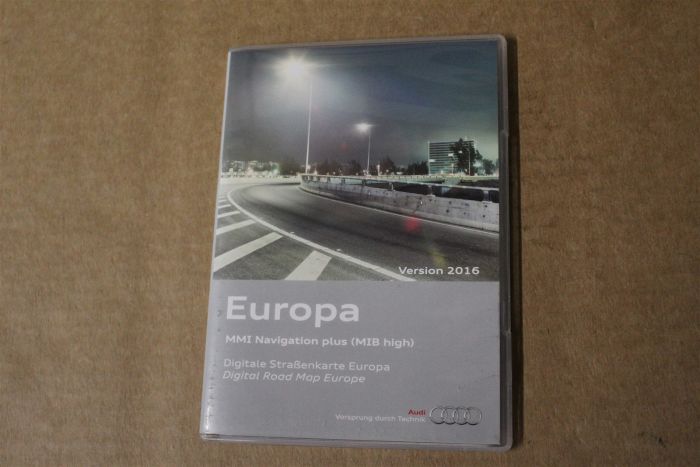 Version 2016
Europa
MMI Navigation plus (MIB high)
Digitale Straßenkarte Europa
Digital Road Map Europe
Audi
Vorsprung durch Technik